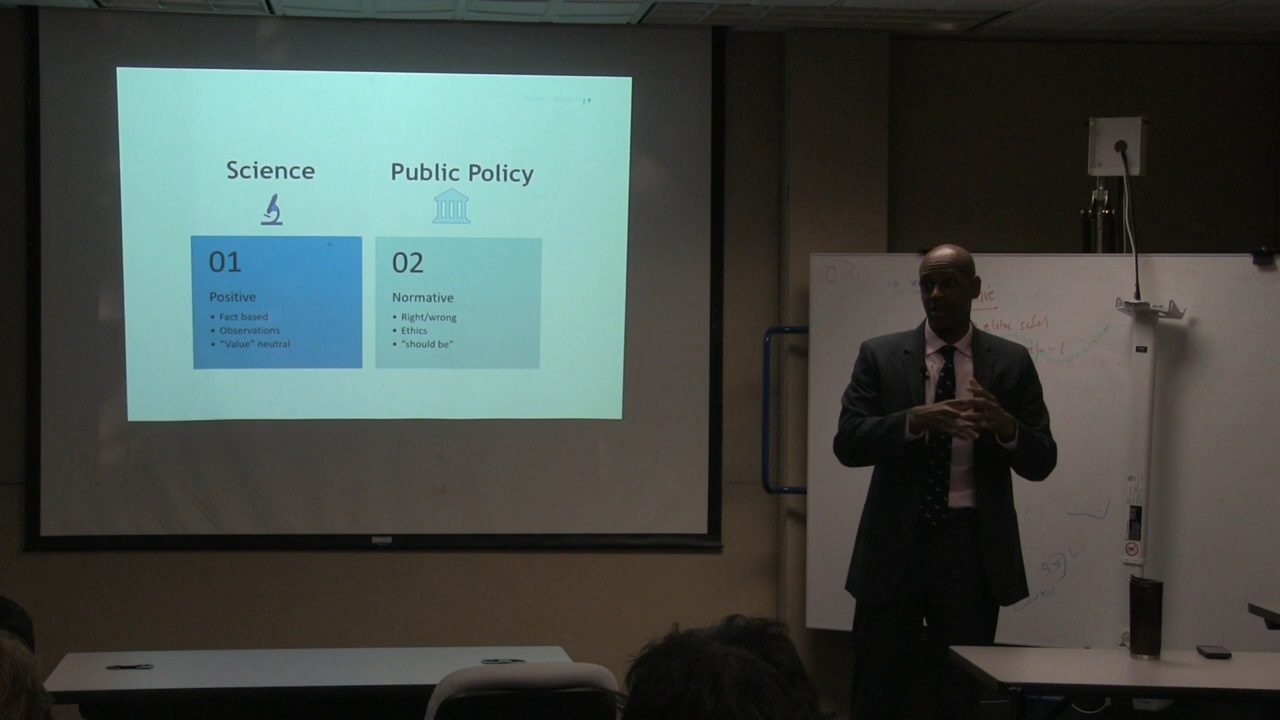 Science
Public Policy
01
Positive
• Fact based
• Observations
• "Value" neutral
02
Normative
• Right/wrong
• Ethics
• "should be"